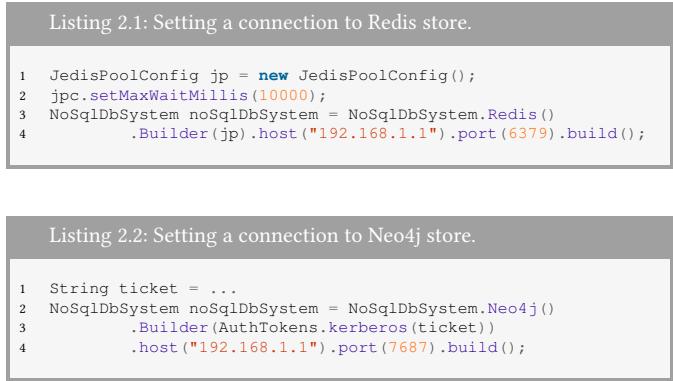 Listing 2.1: Setting a connection to Redis store.
1 JedisPoolConfig jp = new JedisPoolConfig();
2 jpc.setMaxWaitMillis(10000);
3 NoSqlDbSystem noSqlDbSystem = NoSqlDbSystem.Redis()
4 .Builder(jp).host("192.168.1.1").port(6379).build();
Listing 2.2: Setting a connection to Neo4j store.
1 String ticket = ...
2 NoSqlDbSystem noSqlDbSystem = NoSqlDbSystem.Neo4j()
3 .Builder(AuthTokens.kerberos(ticket))
4 .host("192.168.1.1").port(7687).build();